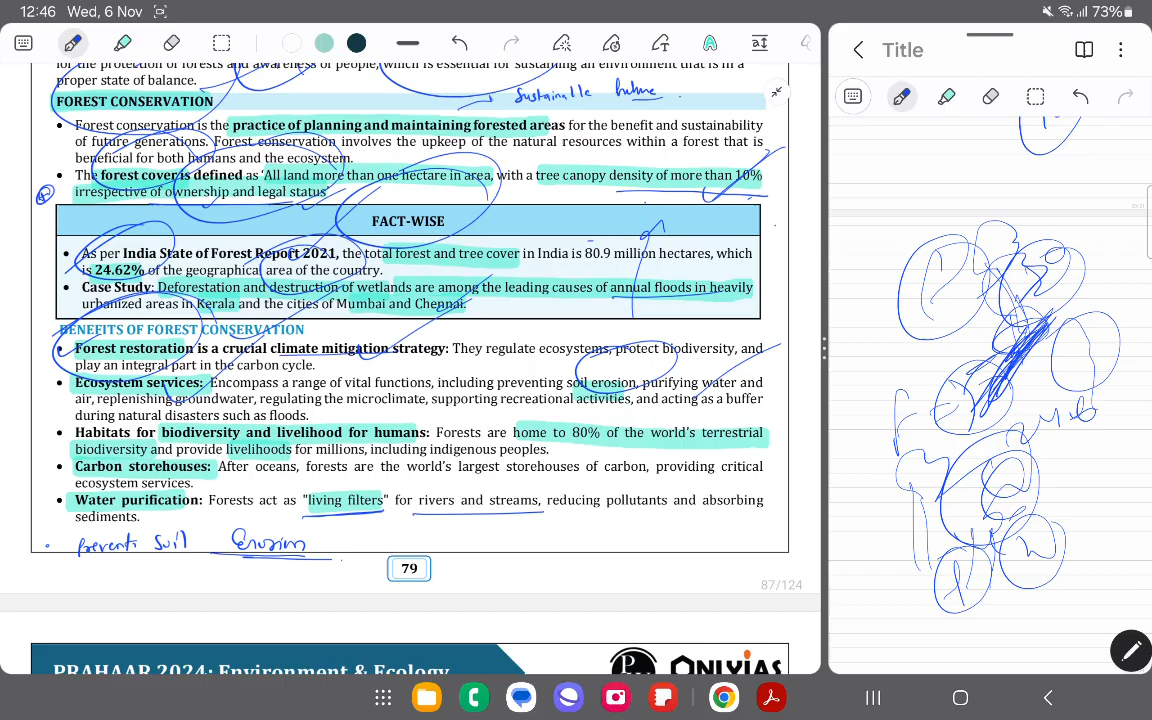 12:46 Wed, 6 Nov
73%
Title
for the protection of forests and awareness of people, which is essential for sustaining an environment that is in a
proper state of balance.
sustainable future.
FOREST CONSERVATION
• Forest conservation is the practice of planning and maintaining forested areas for the benefit and sustainability
of future generations. Forest conservation involves the upkeep of the natural resources within a forest that is
beneficial for both humans and the ecosystem.
• The forest cover is defined as 'All land more than one hectare in area, with a tree canopy density of more than 10%
irrespective of ownership and legal status'
FACT-WISE
• As per India State of Forest Report 2021, the total forest and tree cover in India is 80.9 million hectares, which
is 24.62% of the geographical area of the country.
• Case Study: Deforestation and destruction of wetlands are among the leading causes of annual floods in heavily
urbanized areas in Kerala and the cities of Mumbai and Chennai.
BENEFITS OF FOREST CONSERVATION
• Forest restoration is a crucial climate mitigation strategy: They regulate ecosystems, protect biodiversity, and
play an integral part in the carbon cycle.
• Ecosystem services: Encompass a range of vital functions, including preventing soil erosion, purifying water and
air, replenishing groundwater, regulating the microclimate, supporting recreational activities, and acting as a buffer
during natural disasters such as floods.
• Habitats for biodiversity and livelihood for humans: Forests are home to 80% of the world's terrestrial
biodiversity and provide livelihoods for millions, including indigenous peoples.
• Carbon storehouses: After oceans, forests are the world's largest storehouses of carbon, providing critical
ecosystem services.
• Water purification: Forests act as "living filters" for rivers and streams, reducing pollutants and absorbing
sediments.
• Prevents soil Erosion
79
87/124
PRAHAAR 2024: Environment & Ecology
ONLYIAS